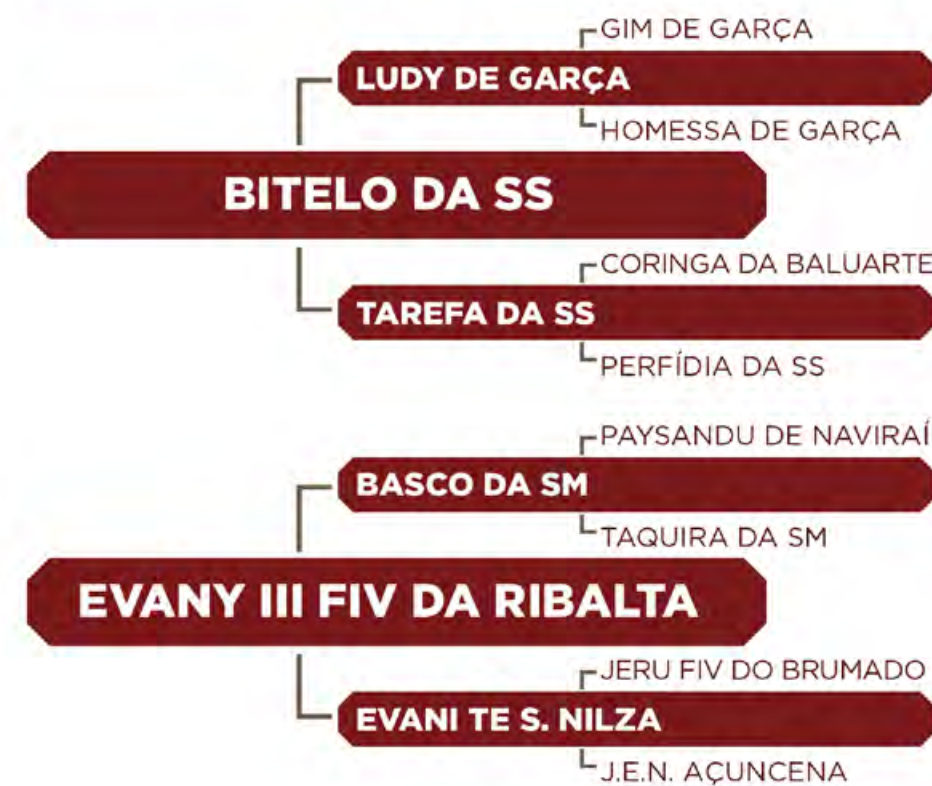 GIM DE GARÇA
LUDY DE GARÇA
HOMESSA DE GARÇA
BITELO DA SS
CORINGA DA BALUARTE
TAREFA DA SS
PERFÍDIA DA SS
PAYSANDU DE NAVIRAÍ
BASCO DA SM
TAQUIRA DA SM
EVANY III FIV DA RIBALTA
JERU FIV DO BRUMADO
EVANI TE S. NILZA
J.E.N. AÇUNCENA